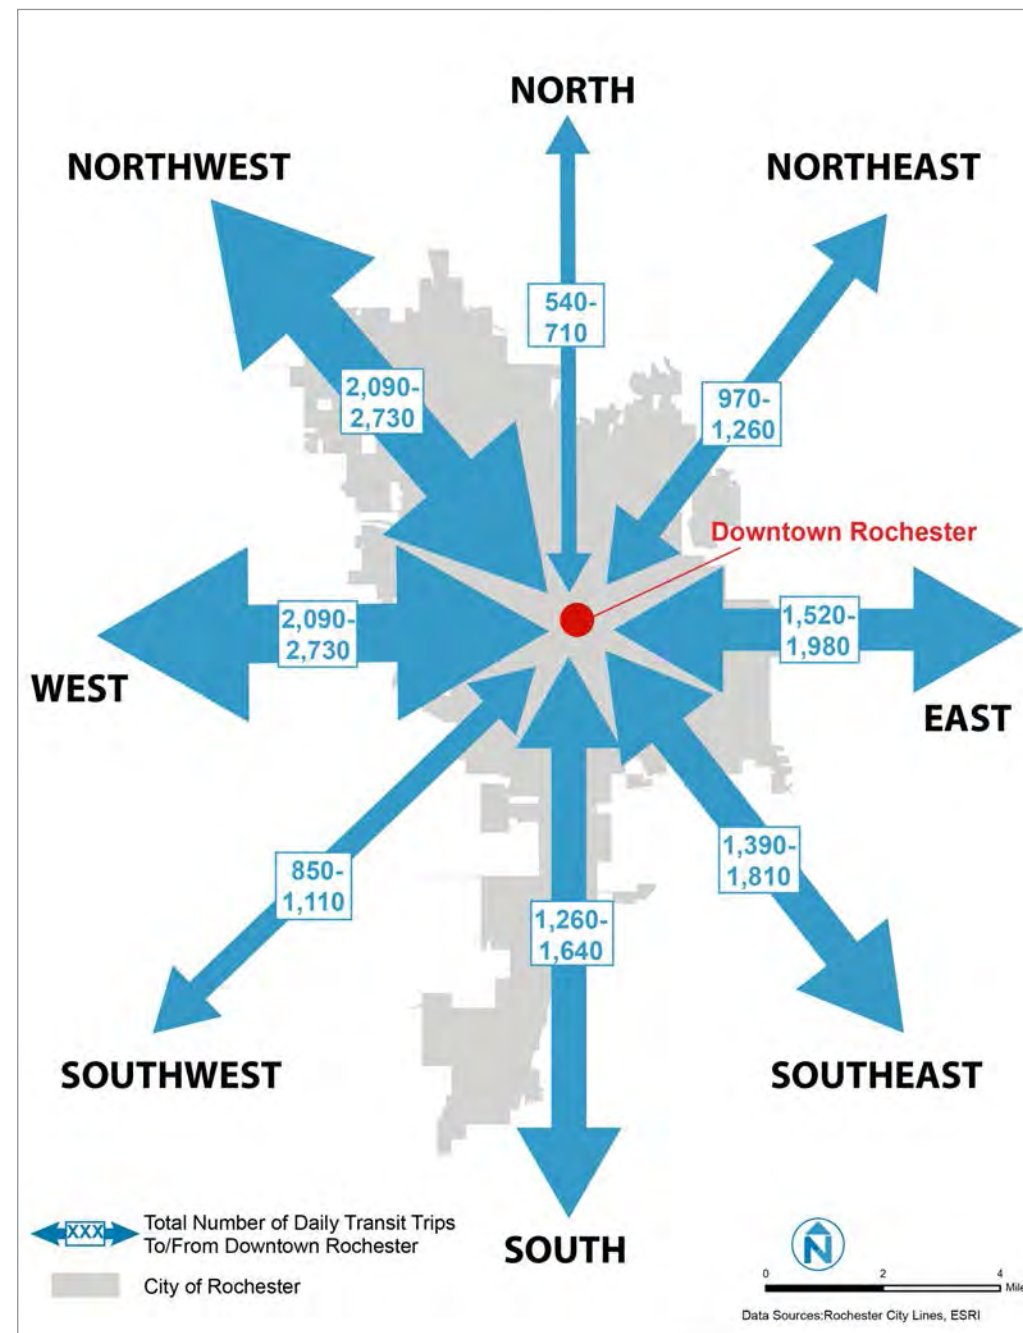 NORTH
NORTHWEST
NORTHEAST
540-
710
2,090-
2,730
970-
1,260
Downtown Rochester
2,090-
2,730
1,520-
1,980
WEST
EAST
1,390-
1,810
850-
1,110
1,260-
1,640
SOUTHWEST
SOUTHEAST
XXX
Total Number of Daily Transit Trips
To/From Downtown Rochester
City of Rochester
SOUTH
N
0 2 4
Mile
Data Sources:Rochester City Lines, ESRI